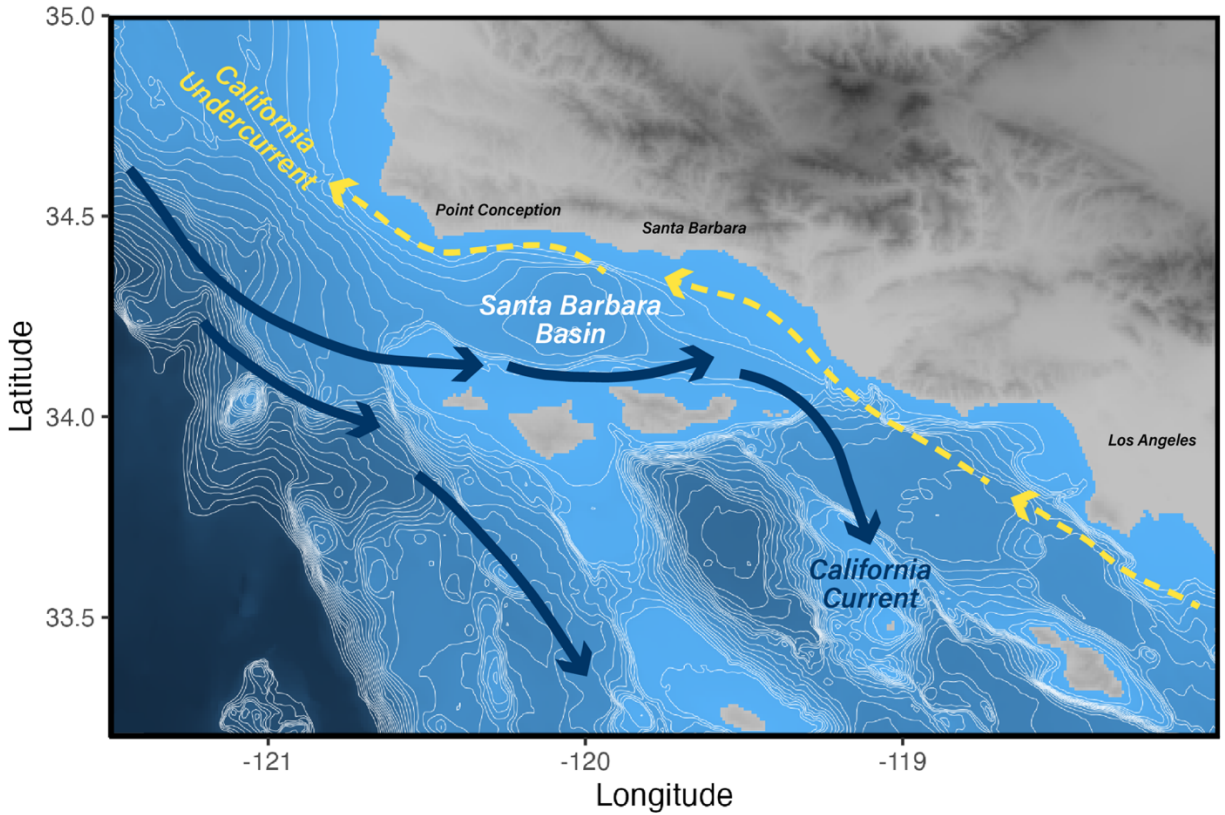 35.0
34.5
34.0
33.5
Latitude
California
Undercurrent
Point Conception
Santa Barbara
Santa Barbara
Basin
Los Angeles
California
Current
-121
-120
-119
Longitude